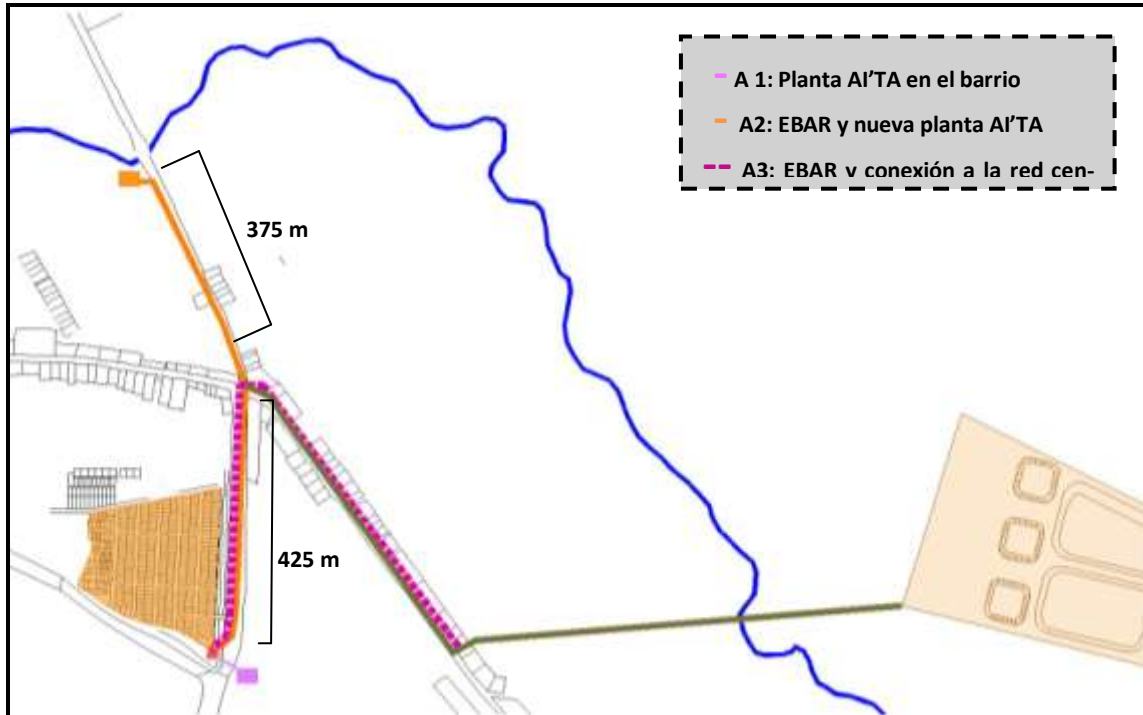 A 1: Planta AI’TA en el barrio
A2: EBAR y nueva planta AI’TA
A3: EBAR y conexión a la red cen-
375 m
425 m